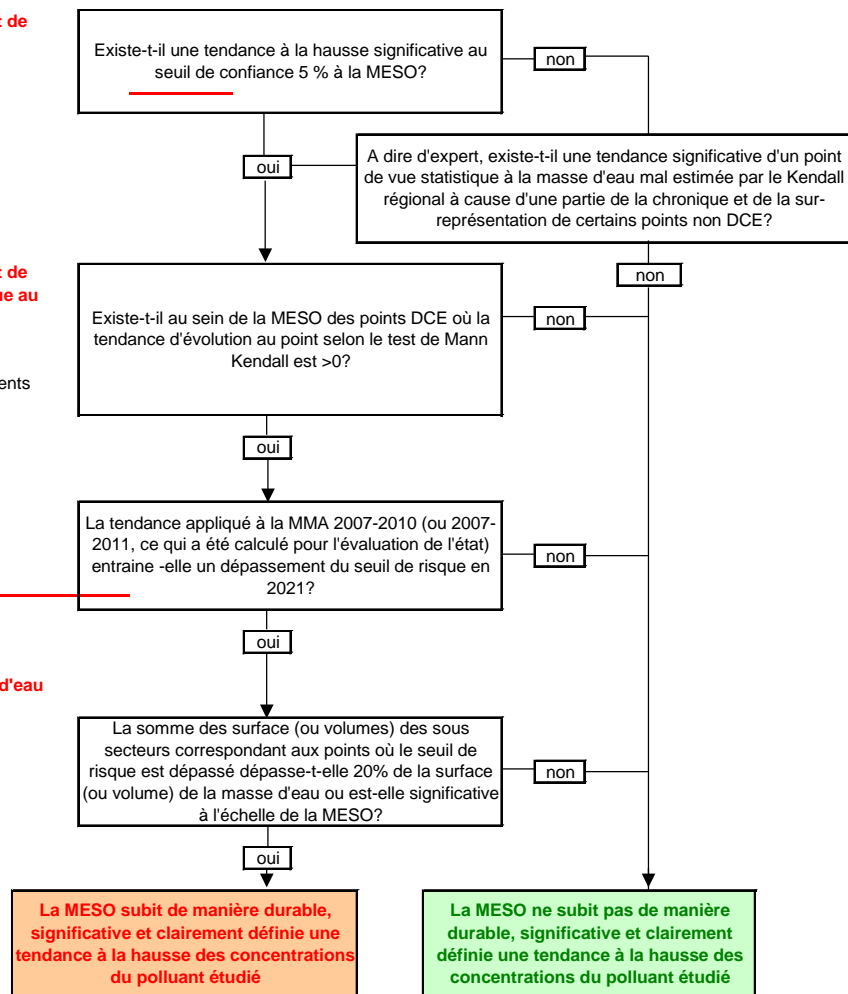 t de
Existe-t-il une tendance à la hausse significative au
seuil de confiance 5 % à la MESO?
non
oui
A dire d'expert, existe-t-il une tendance significative d'un point
de vue statistique à la masse d'eau mal estimée par le Kendall
régional à cause d'une partie de la chronique et de la sur-
représentation de certains points non DCE?
non
t de
ue au
Existe-t-il au sein de la MESO des points DCE où la
tendance d'évolution au point selon le test de Mann
Kendall est >0?
non
ents
oui
La tendance appliqué à la MMA 2007-2010 (ou 2007-
2011, ce qui a été calculé pour l'évaluation de l'état)
entraine -elle un dépassement du seuil de risque en
2021?
non
oui
d'eau
La somme des surface (ou volumes) des sous
secteurs correspondant aux points où le seuil de
risque est dépassé dépasse-t-elle 20% de la surface
(ou volume) de la masse d'eau ou est-elle significative
à l'échelle de la MESO?
non
oui
La MESO subit de manière durable,
significative et clairement définie une
tendance à la hausse des concentrations
du polluant étudié
La MESO ne subit pas de manière
durable, significative et clairement
définie une tendance à la hausse des
concentrations du polluant étudié